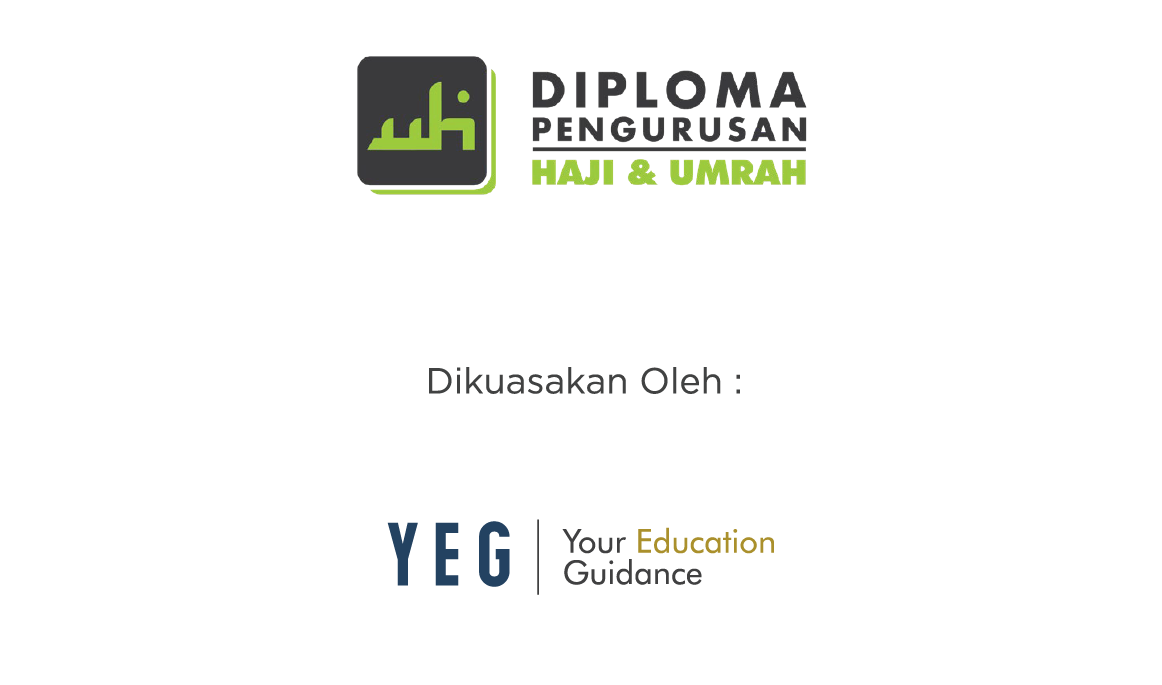 DIPLOMA
PENGURUSAN
HAJI & UMRAH
Dikuasakan Oleh :
YEG
Your Education
Guidance